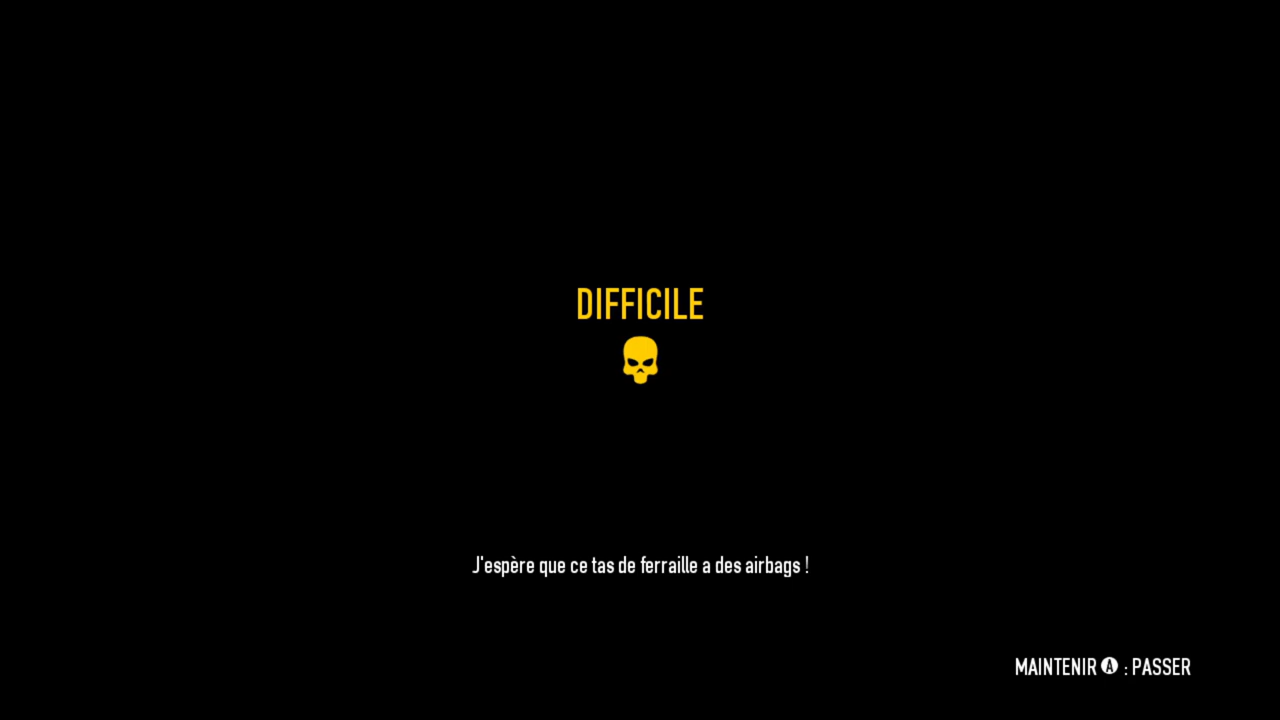 DIFFICILE
J'espère que ce tas de ferraille a des airbags !
MAINTENIR A : PASSER